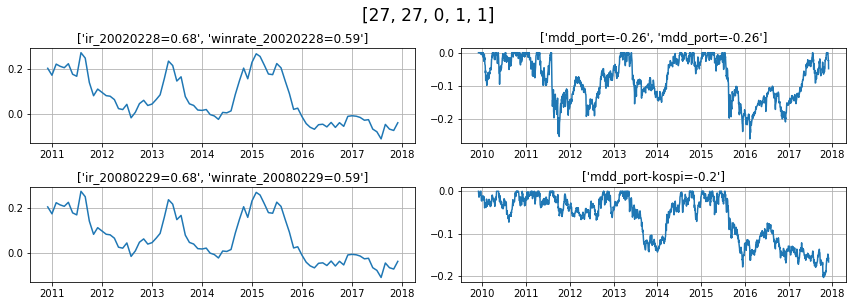 [27, 27, 0, 1, 1]
['ir_20020228=0.68', 'winrate_20020228=0.59']
0.2
0.0
2011 2012 2013 2014 2015 2016 2017 2018
['mdd_port=-0.26', 'mdd_port=-0.26']
0.0
−0.1
−0.2
2010 2011 2012 2013 2014 2015 2016 2017 2018
['ir_20080229=0.68', 'winrate_20080229=0.59']
0.2
0.0
2011 2012 2013 2014 2015 2016 2017 2018
['mdd_port-kospi=-0.2']
0.0
−0.1
−0.2
2010 2011 2012 2013 2014 2015 2016 2017 2018